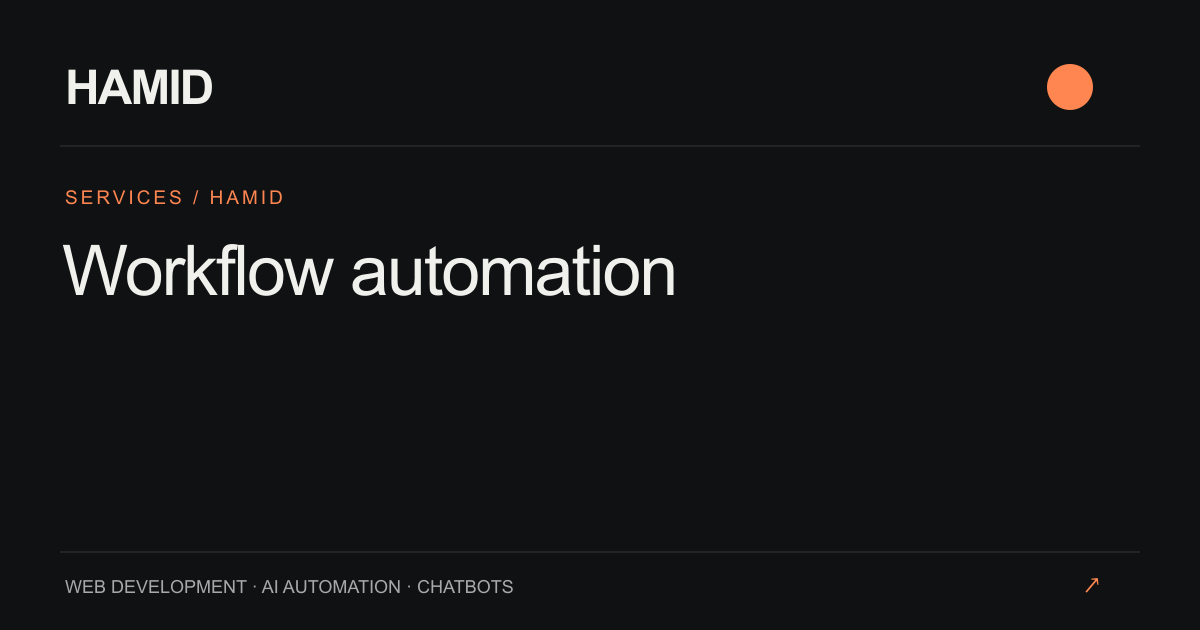 HAMID
SERVICES / HAMID
Workflow automation
WEB DEVELOPMENT · AI AUTOMATION · CHATBOTS
↗